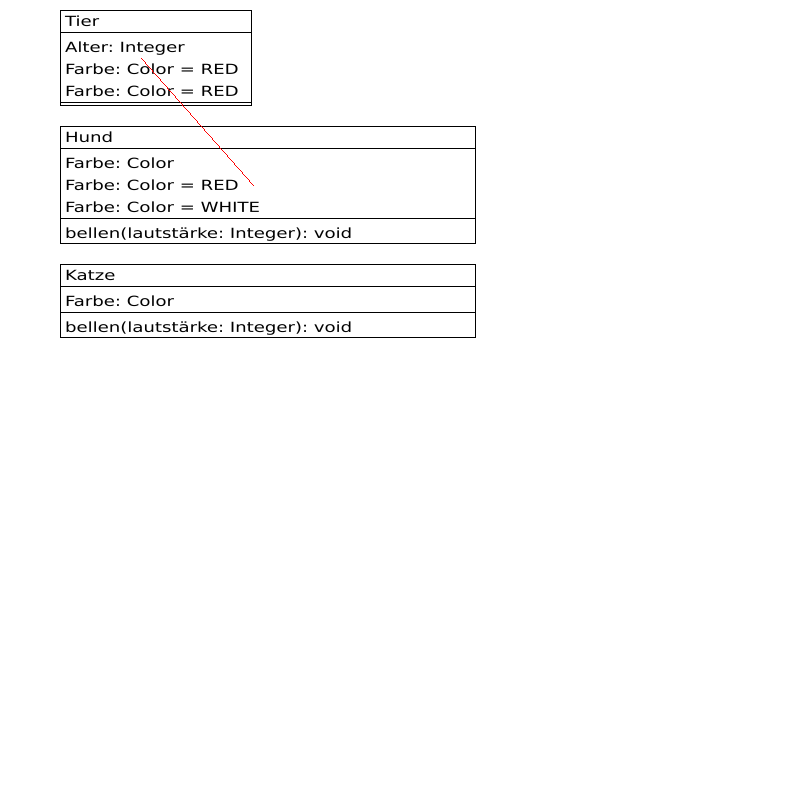 Tier
Alter: Integer
Farbe: Color = RED
Farbe: Color = RED
Hund
Farbe: Color
Farbe: Color = RED
Farbe: Color = WHITE
bellen(lautstärke: Integer): void
Katze
Farbe: Color
bellen(lautstärke: Integer): void